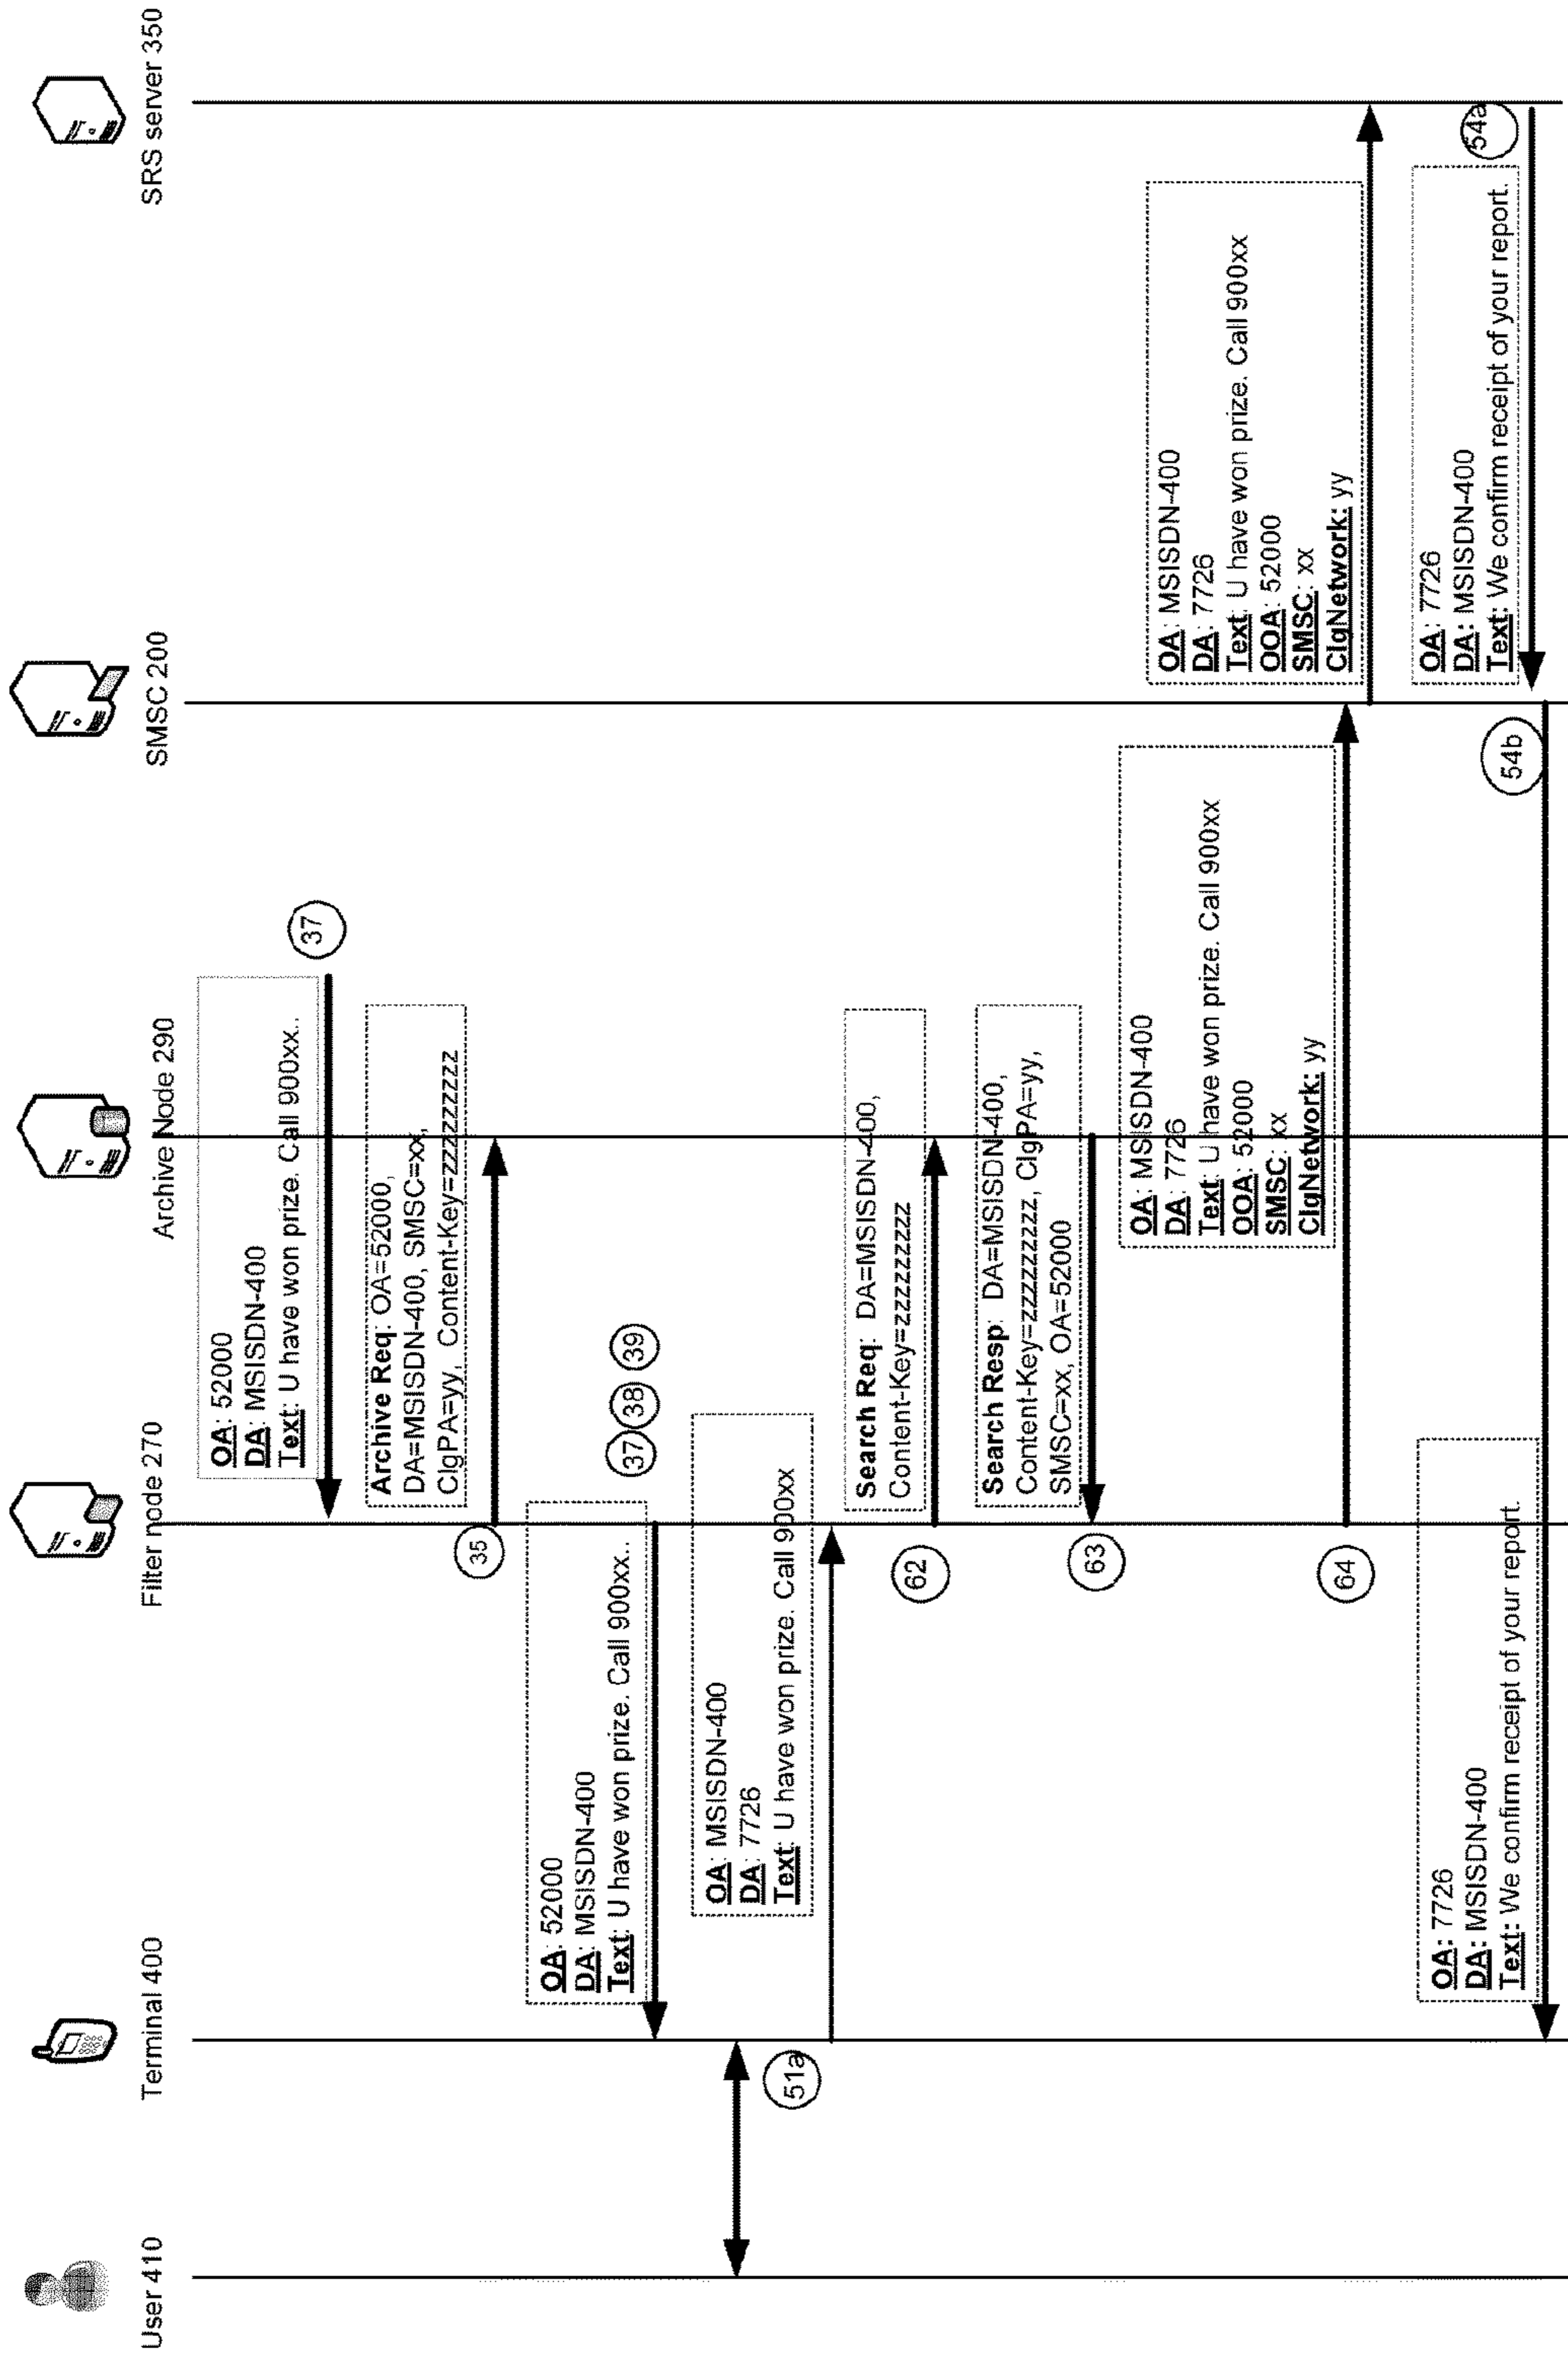 User 410
Terminal 400
Filter node 270
Archive Node 290
SMSC 200
SRS server 350
OA: 52000
DA: MSISDN-400
Text: U have won prize. Call 900xx..
37
Archive Req: OA=52000,
DA=MSISDN-400, SMSC=xx,
ClgPA=yy, Content-Key=zzzzzzzzzz
35
OA: 52000
DA: MSISDN-400
Text: U have won prize. Call 900xx..
37 38 39
OA: MSISDN-400
DA: 7726
Text: U have won prize. Call 900xx
51a
Search Req: DA=MSISDN-400,
Content-Key=zzzzzzzzzz
62
Search Resp: DA=MSISDN-400,
Content-Key=zzzzzzzzzz, ClgPA=yy,
SMSC=xx, OA=52000
63
OA: MSISDN-400
DA: 7726
Text: U have won prize. Call 900xx
OOA: 52000
SMSC: xx
ClgNetwork: yy
64
OA: MSISDN-400
DA: 7726
Text: U have won prize. Call 900xx
OOA: 52000
SMSC: xx
ClgNetwork: yy
OA: 7726
DA: MSISDN-400
Text: We confirm receipt of your report.
54a
OA: 7726
DA: MSISDN-400
Text: We confirm receipt of your report
54b